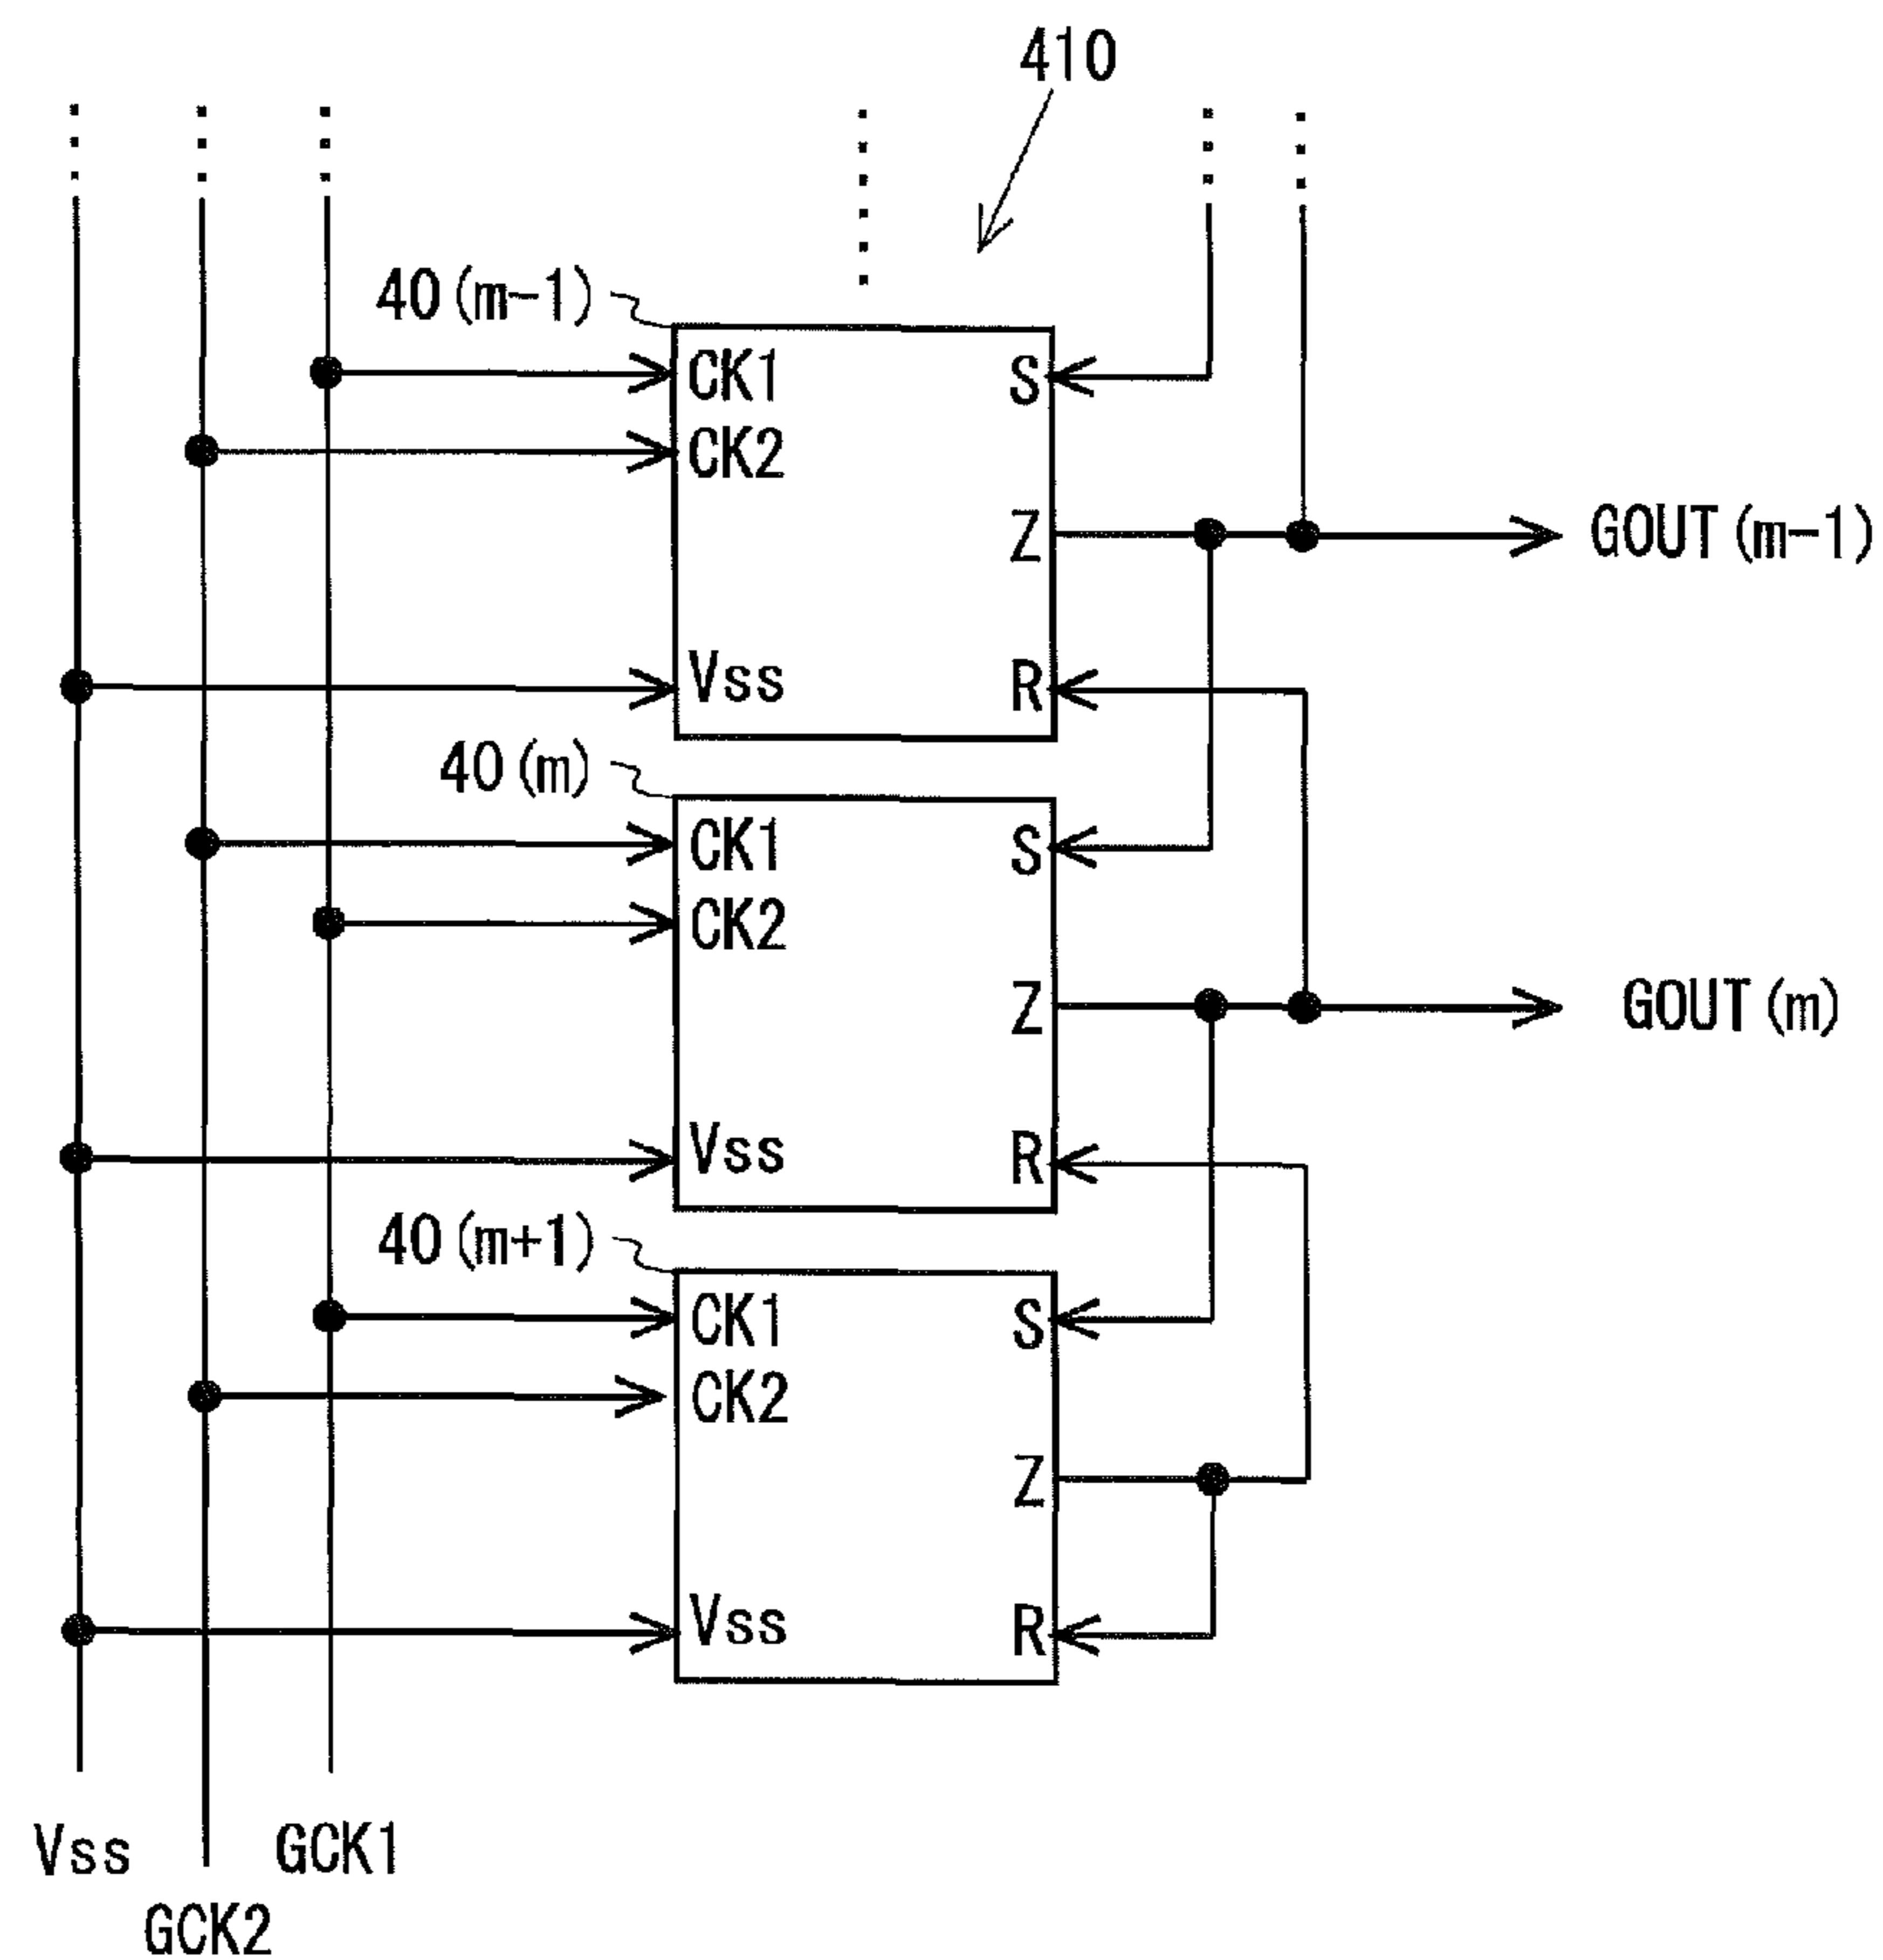 410
40(m-1)
CK1
S
CK2
Z
GOUT(m-1)
Vss
R
40(m)
CK1
S
CK2
Z
GOUT(m)
Vss
R
40(m+1)
CK1
S
CK2
Z
Vss
R
Vss
GCK1
GCK2